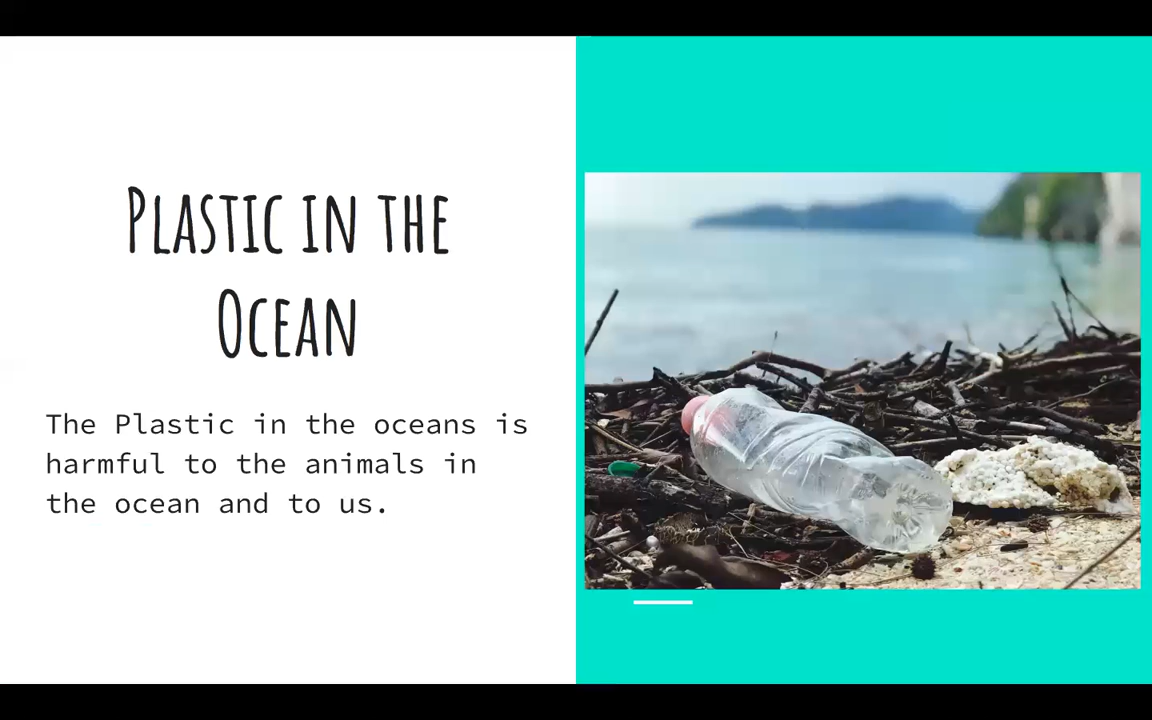 Plastic in the
Ocean
The Plastic in the oceans is
harmful to the animals in
the ocean and to us.